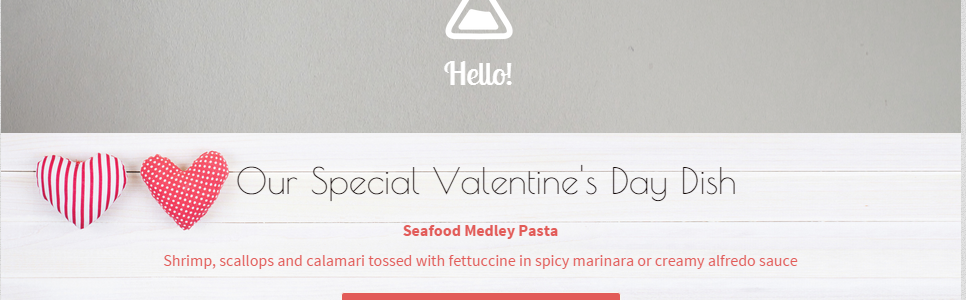 Hello!
Our Special Valentine's Day Dish
Seafood Medley Pasta
Shrimp, scallops and calamari tossed with fettuccine in spicy marinara or creamy alfredo sauce